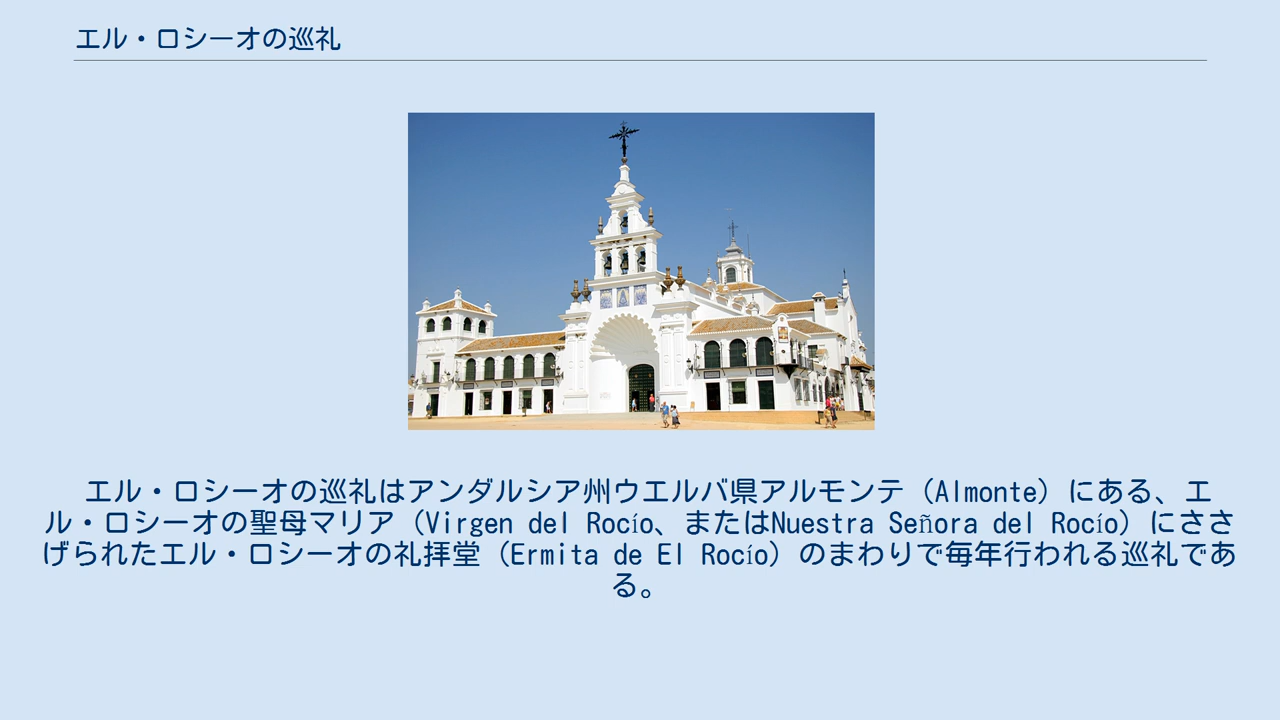 エル・ロシーオの巡礼
エル・ロシーオの巡礼はアンダルシア州ウエルバ県アルモンテ（Almonte）にある、エ
ル・ロシーオの聖母マリア（Virgen del Rocío、またはNuestra Señora del Rocío）にささ
げられたエル・ロシーオの礼拝堂（Ermita de El Rocío）のまわりで毎年行われる巡礼であ
る。